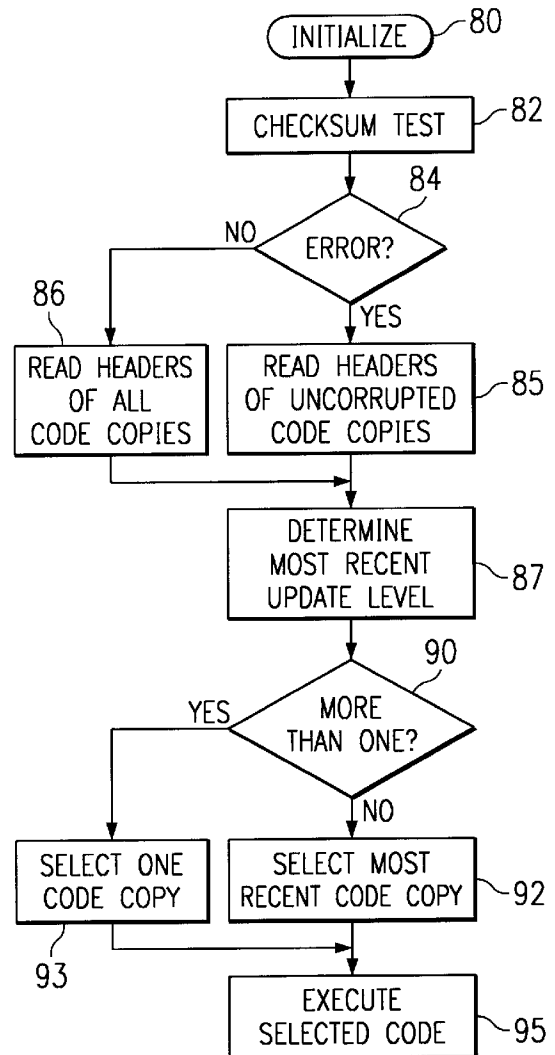 INITIALIZE
80
CHECKSUM TEST
82
84
ERROR?
NO
YES
86
READ HEADERS
OF ALL
CODE COPIES
READ HEADERS
OF UNCORRUPTED
CODE COPIES
85
DETERMINE
MOST RECENT
UPDATE LEVEL
87
90
MORE
THAN ONE?
YES
NO
SELECT ONE
CODE COPY
93
SELECT MOST
RECENT CODE COPY
92
EXECUTE
SELECTED CODE
95